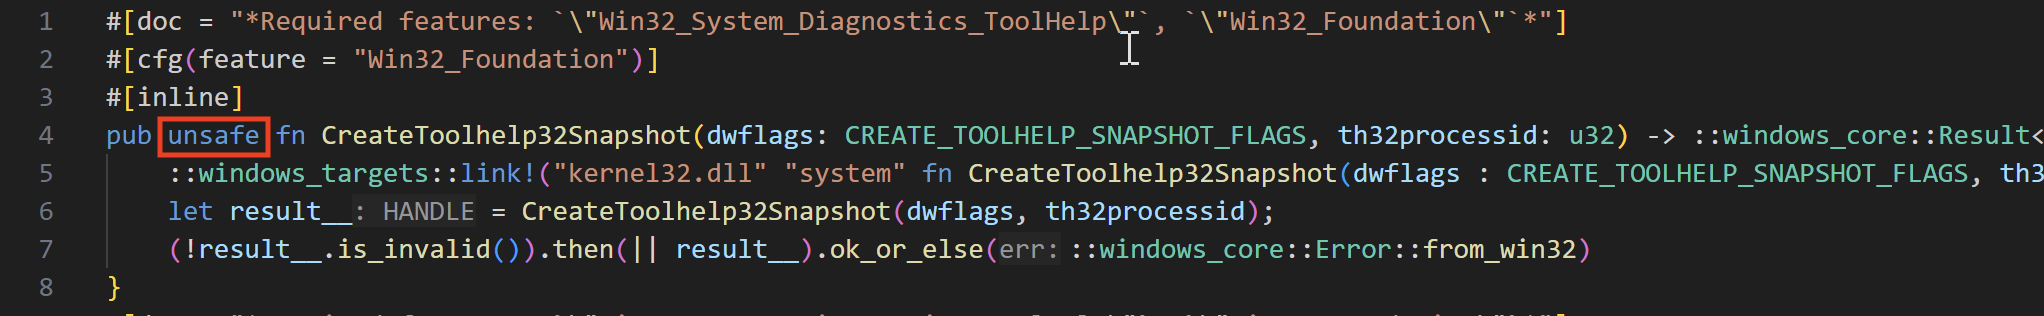 1 #[doc = "*Required features: `\"Win32_System_Diagnostics_ToolHelp\"`, `\"Win32_Foundation\"`*"]
2 #[cfg(feature = "Win32_Foundation")]
3 #[inline]
4 pub unsafe fn CreateToolhelp32Snapshot(dwflags: CREATE_TOOLHELP_SNAPSHOT_FLAGS, th32processid: u32) -> ::windows_core::Result<
5 ::windows_targets::link!("kernel32.dll" "system" fn CreateToolhelp32Snapshot(dwflags : CREATE_TOOLHELP_SNAPSHOT_FLAGS, th3
6 let result__: HANDLE = CreateToolhelp32Snapshot(dwflags, th32processid);
7 (!result__.is_invalid()).then(|| result__).ok_or_else(err: ::windows_core::Error::from_win32)
8 }